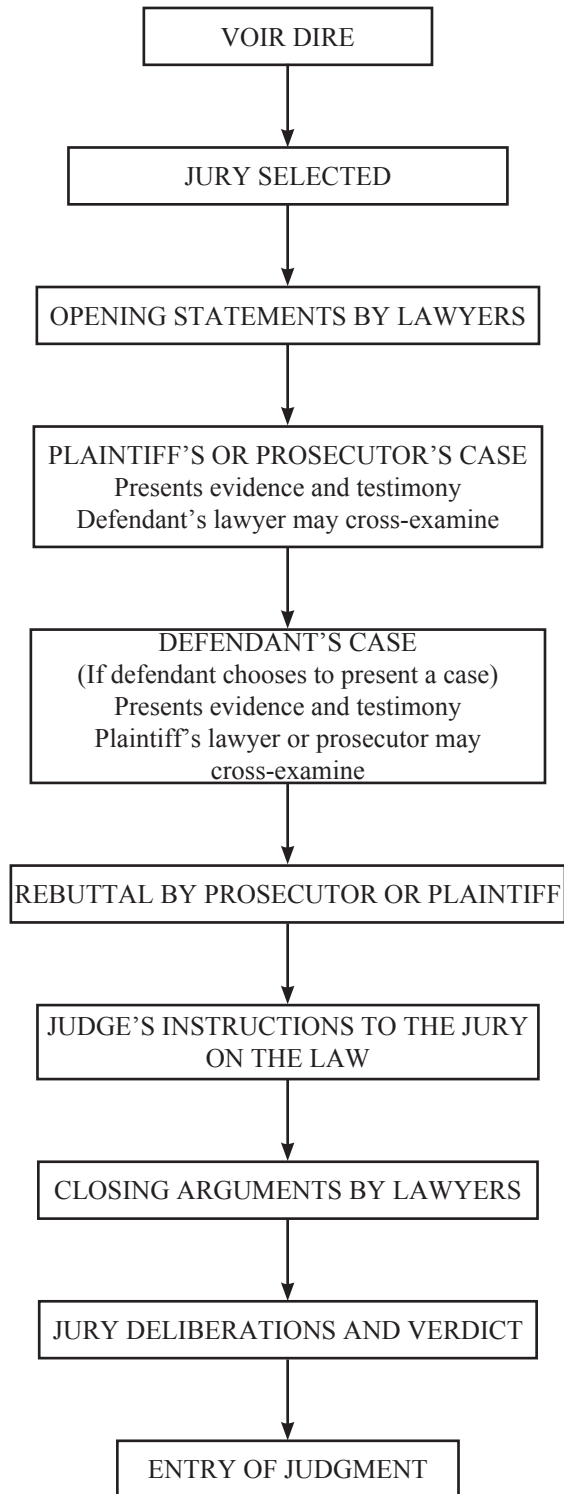 VOIR DIRE
JURY SELECTED
OPENING STATEMENTS BY LAWYERS
PLAINTIFF’S OR PROSECUTOR’S CASE
Presents evidence and testimony
Defendant’s lawyer may cross-examine
DEFENDANT’S CASE
(If defendant chooses to present a case)
Presents evidence and testimony
Plaintiff’s lawyer or prosecutor may
cross-examine
REBUTTAL BY PROSECUTOR OR PLAINTIFF
JUDGE’S INSTRUCTIONS TO THE JURY
ON THE LAW
CLOSING ARGUMENTS BY LAWYERS
JURY DELIBERATIONS AND VERDICT
ENTRY OF JUDGMENT